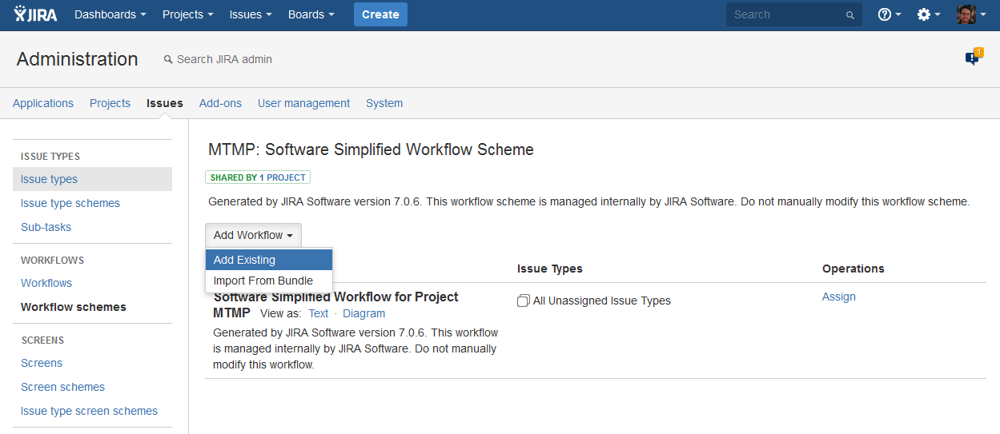 JIRA Dashboards Projects Issues Boards Create Search
Administration Search JIRA admin
1
Applications Projects Issues Add-ons User management System
ISSUE TYPES
Issue types
Issue type schemes
Sub-tasks
WORKFLOWS
Workflows
Workflow schemes
SCREENS
Screens
Screen schemes
Issue type screen schemes
MTMP: Software Simplified Workflow Scheme
SHARED BY 1 PROJECT
Generated by JIRA Software version 7.0.6. This workflow scheme is managed internally by JIRA Software. Do not manually modify this workflow scheme.
Add Workflow
Add Existing
Import From Bundle
Issue Types Operations
Software Simplified Workflow for Project
MTMP View as: Text · Diagram
Generated by JIRA Software version 7.0.6. This workflow
is managed internally by JIRA Software. Do not manually
modify this workflow.
All Unassigned Issue Types
Assign